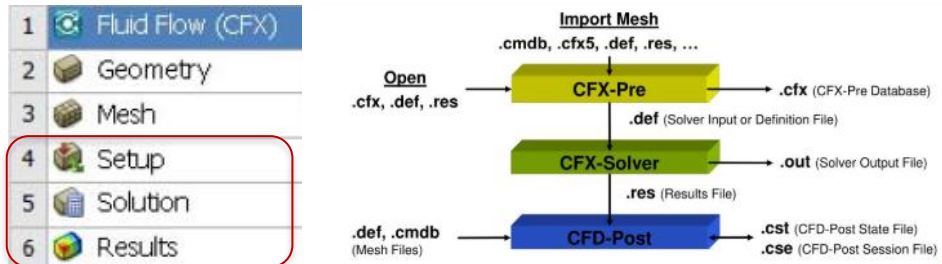 1 Fluid Flow (CFX)
2 Geometry
3 Mesh
4 Setup
5 Solution
6 Results
Import Mesh
.cmdb, .cfx5, .def, .res, ...
Open
.cfx, .def, .res
CFX-Pre
.cfx (CFX-Pre Database)
.def (Solver Input or Definition File)
CFX-Solver
.out (Solver Output File)
.res (Results File)
.def, .cmdb
(Mesh Files)
CFD-Post
.cst (CFD-Post State File)
.cse (CFD-Post Session File)